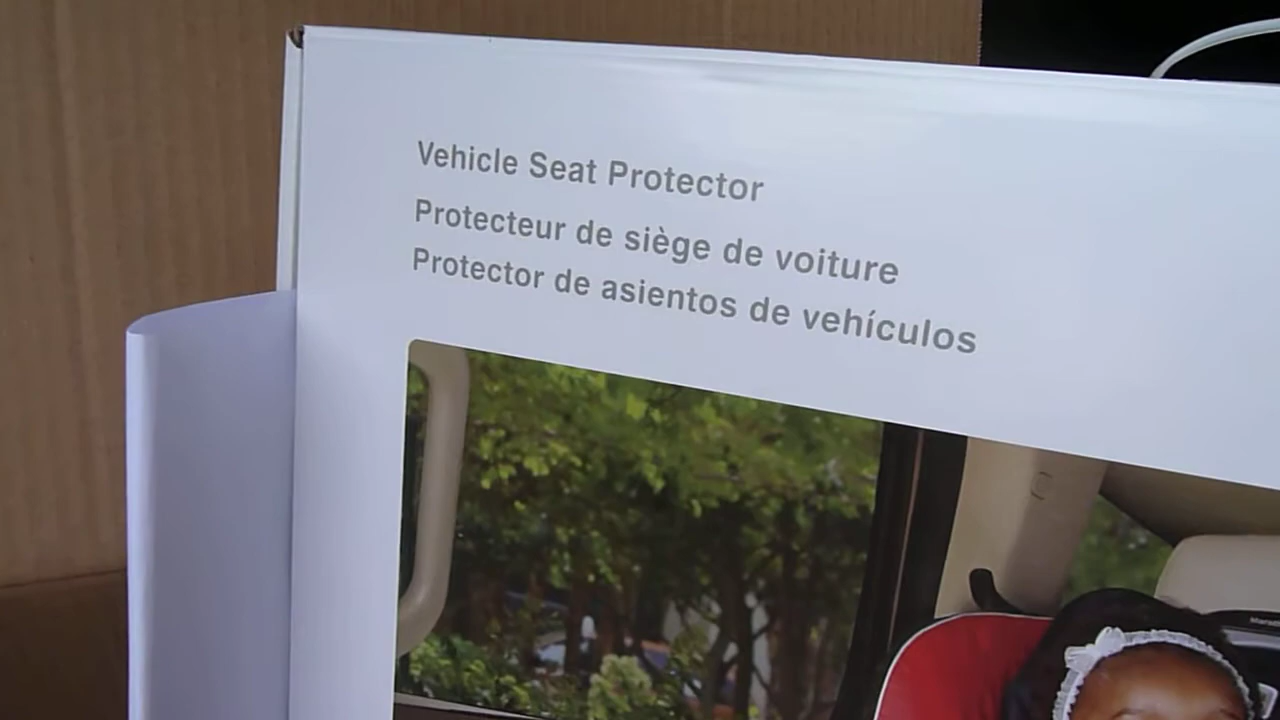 Vehicle Seat Protector
Protecteur de siège de voiture
Protector de asientos de vehículos